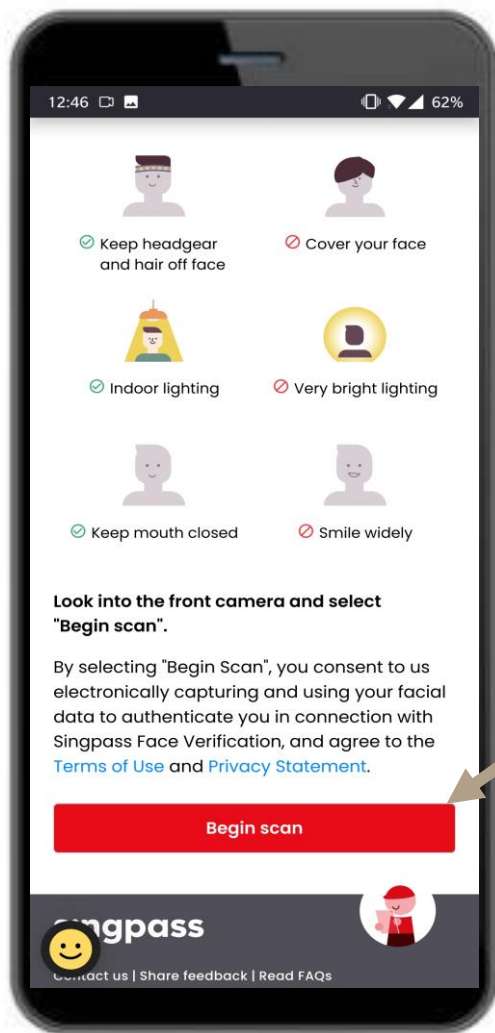 12:46 62%
Keep headgear
and hair off face
Cover your face
Indoor lighting
Very bright lighting
Keep mouth closed
Smile widely
Look into the front camera and select
"Begin scan".
By selecting "Begin Scan", you consent to us
electronically capturing and using your facial
data to authenticate you in connection with
Singpass Face Verification, and agree to the
Terms of Use and Privacy Statement.
Begin scan
singpass
Contact us | Share feedback | Read FAQs